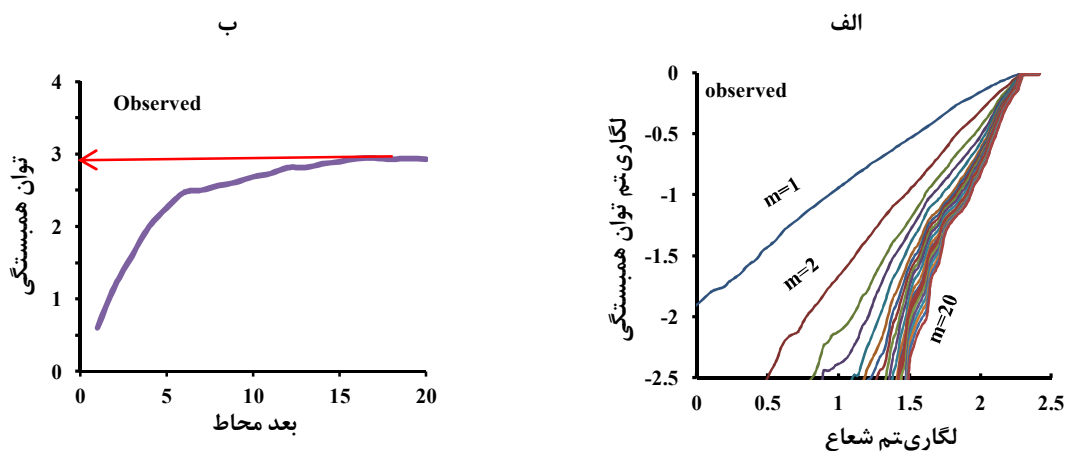 الف
observed
0
-0.5
-1
-1.5
-2
-2.5
لگاریتم توان همبستگی
m=1
m=2
m=20
0 0.5 1 1.5 2 2.5
لگاریتم شعاع
ب
Observed
4
3
2
1
0
توان همبستگی
0 5 10 15 20
بعد محاط